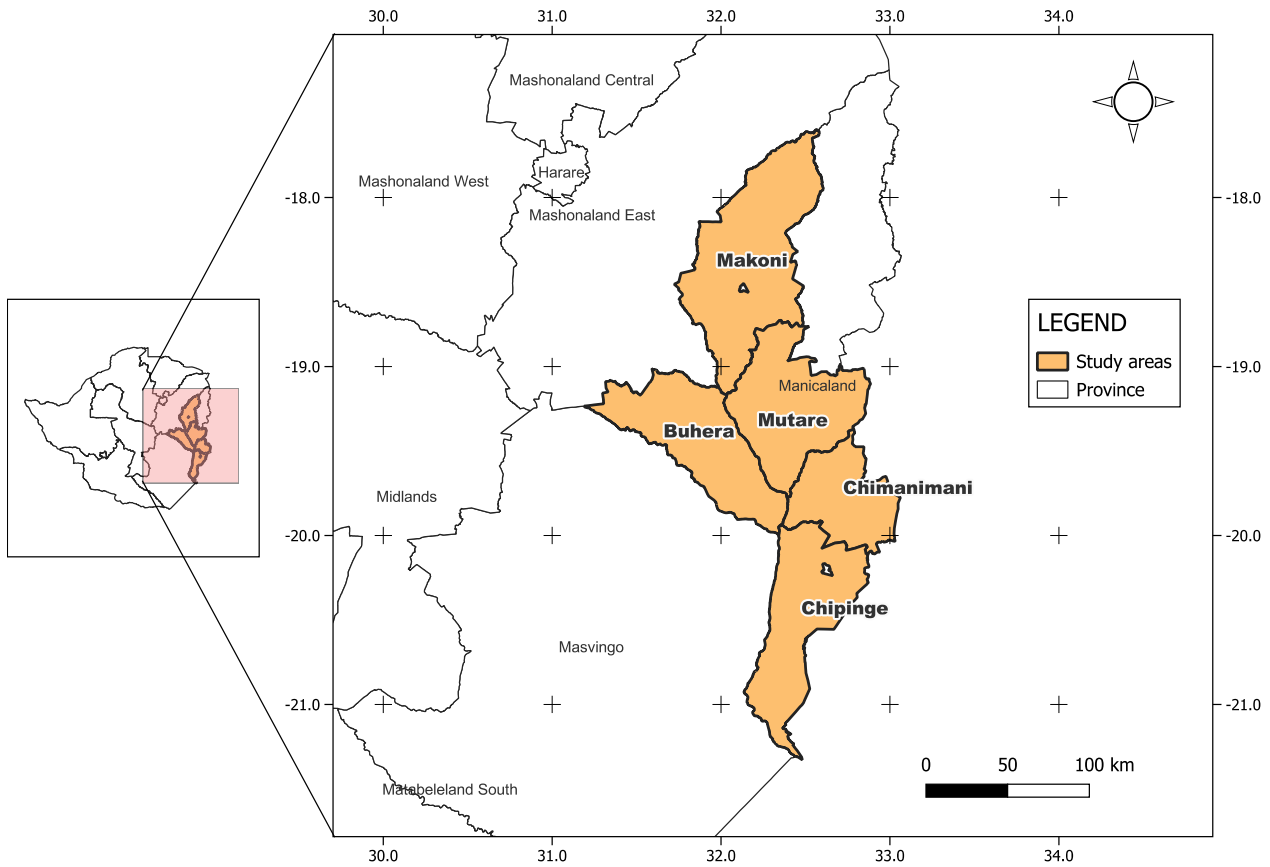 30.0 31.0 32.0 33.0 34.0
Mashonaland Central
Harare
Mashonaland West
-18.0 -18.0
Mashonaland East
Makoni
LEGEND
Study areas
Province
-19.0 -19.0
Manicaland
Mutare
Buhera
Chimanimani
Midlands
-20.0 -20.0
Chipinge
Masvingo
-21.0 -21.0
0 50 100 km
Matabeleland South
30.0 31.0 32.0 33.0 34.0